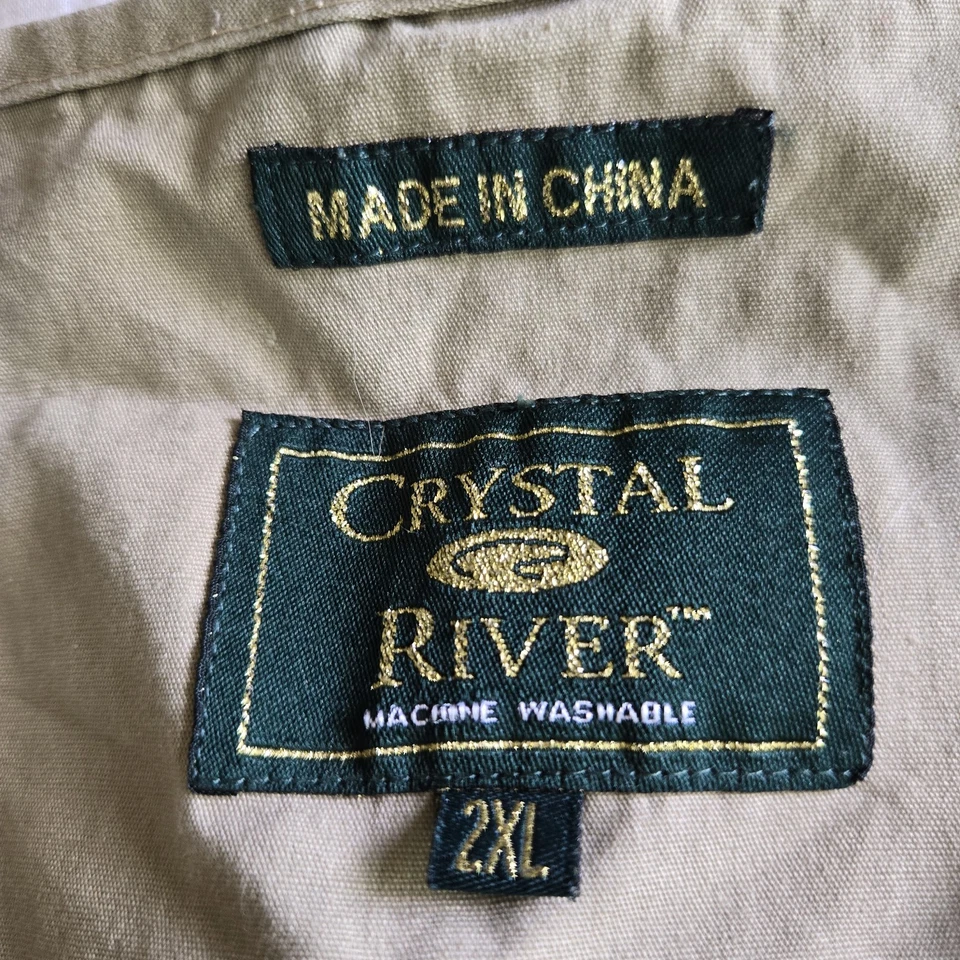 MADE IN CHINA
CRYSTAL
RIVER™
MACHINE WASHABLE
2XL